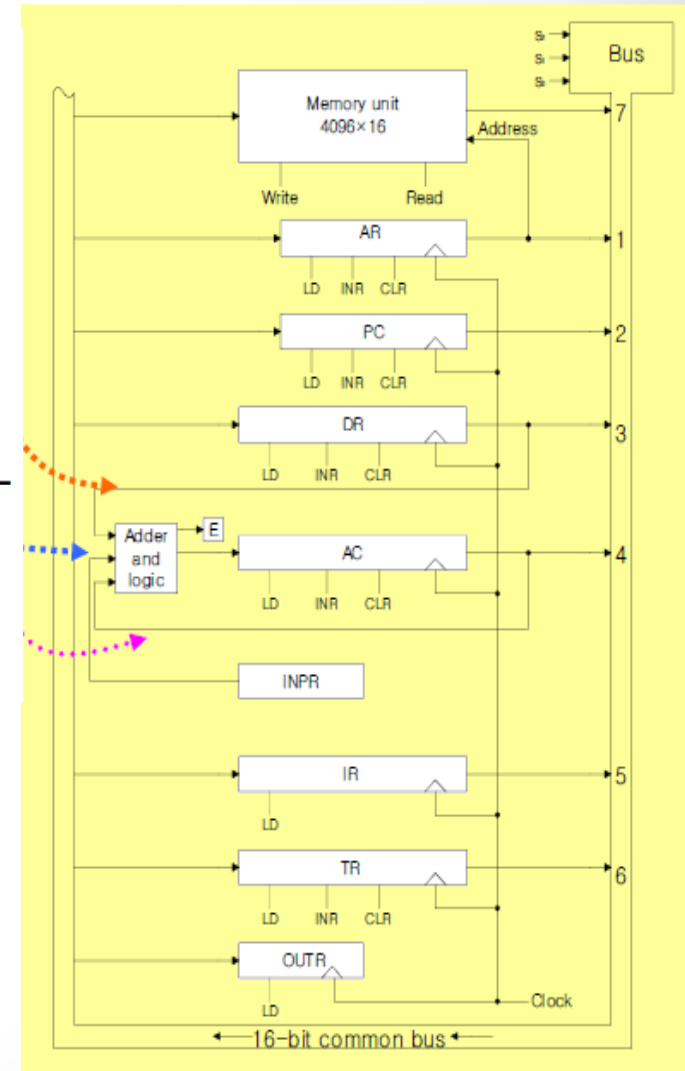 S₂
Bus
S₁
S₀
Memory unit
4096×16
7
Address
Write Read
AR
1
LD INR CLR
PC
2
LD INR CLR
DR
3
LD INR CLR
E
Adder
and
logic
AC
4
LD INR CLR
INPR
IR
5
LD
TR
6
LD INR CLR
OUTR
LD
Clock
16-bit common bus